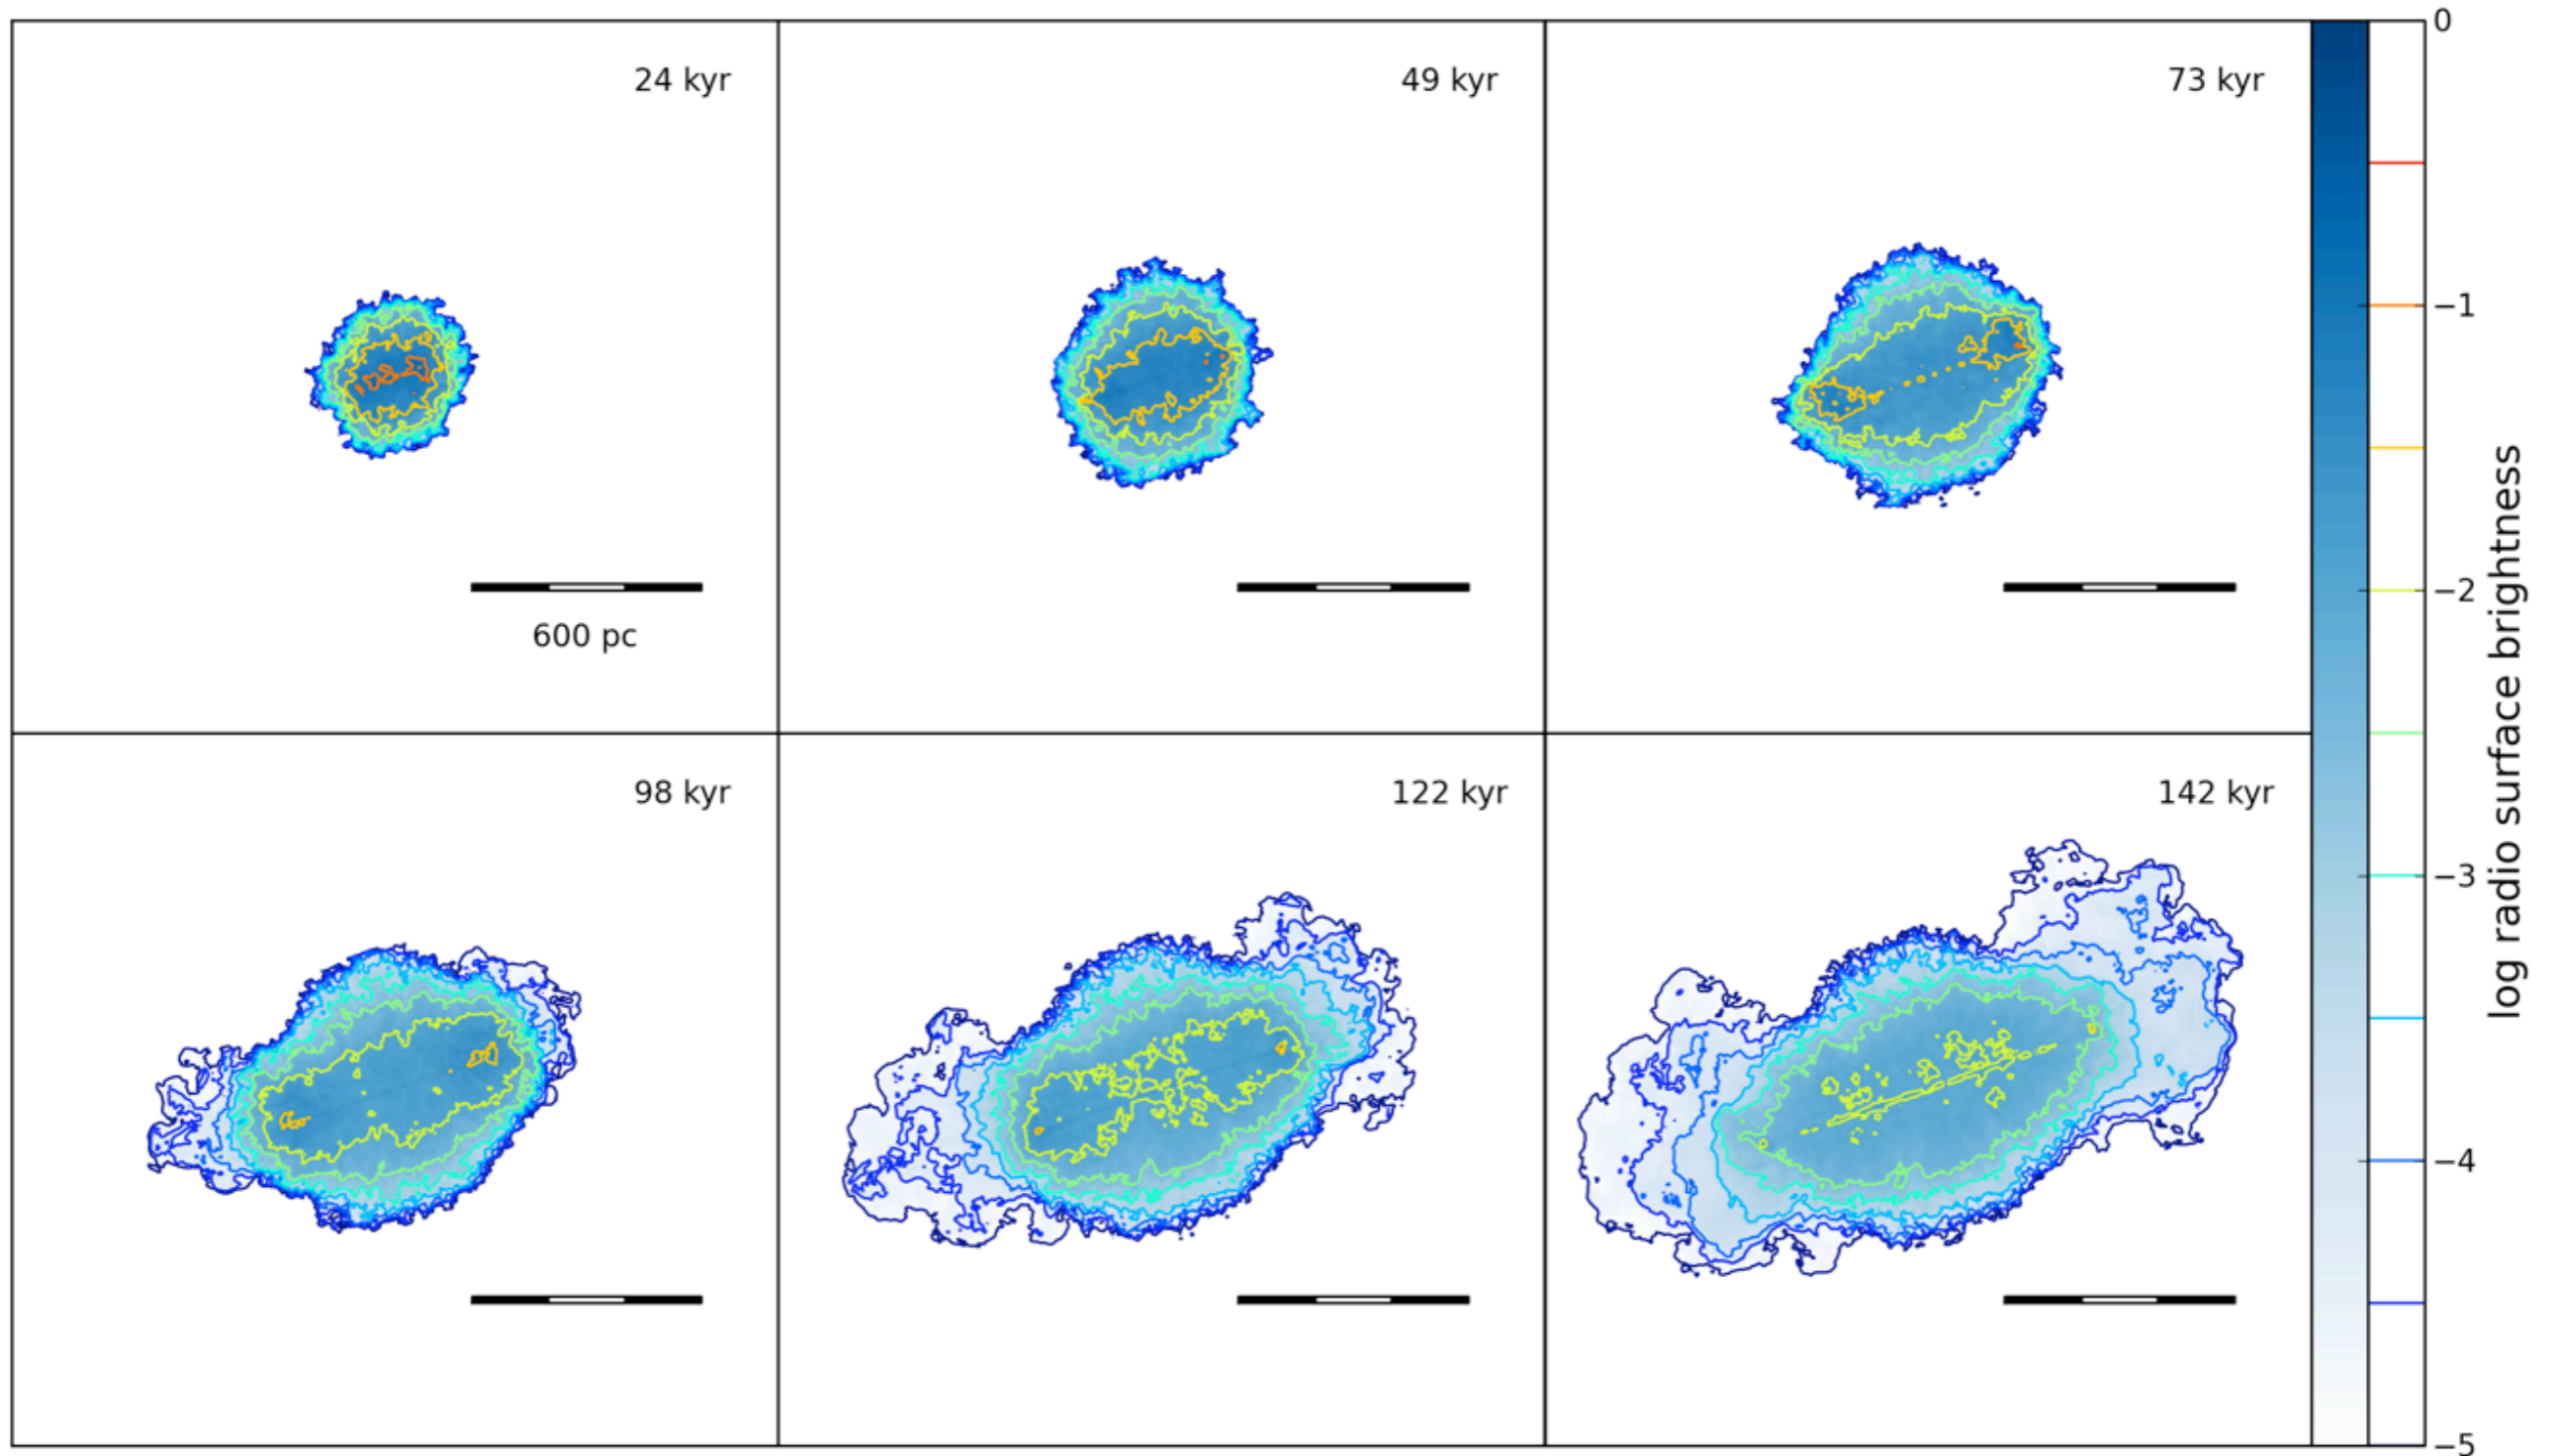 24 kyr
49 kyr
73 kyr
600 pc
98 kyr
122 kyr
142 kyr
0
−1
−2
−3
−4
−5
log radio surface brightness